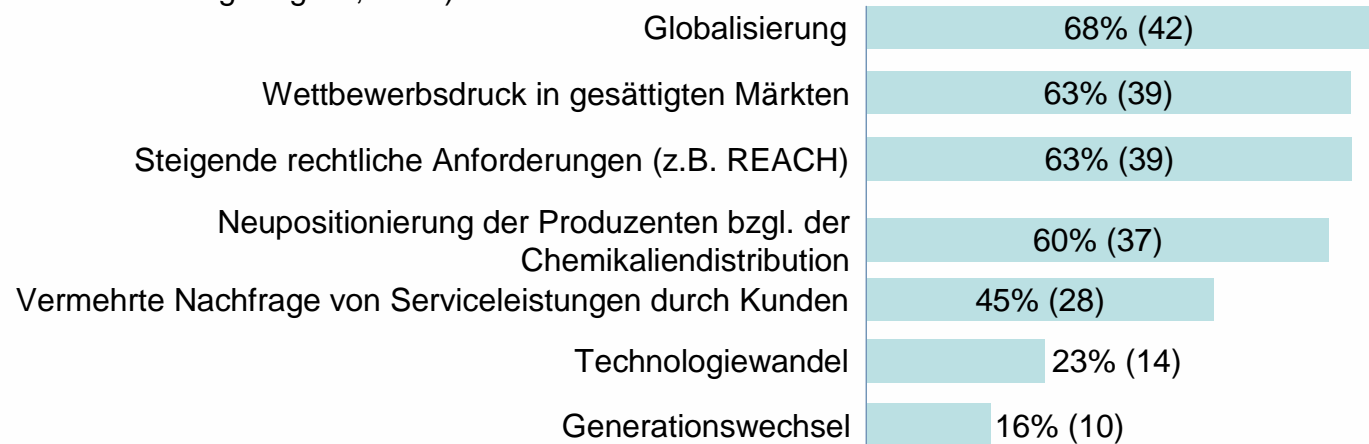 Globalisierung 68% (42)
Wettbewerbsdruck in gesättigten Märkten 63% (39)
Steigende rechtliche Anforderungen (z.B. REACH) 63% (39)
Neupositionierung der Produzenten bzgl. der
Chemikaliendistribution 60% (37)
Vermehrte Nachfrage von Serviceleistungen durch Kunden 45% (28)
Technologiewandel 23% (14)
Generationswechsel 16% (10)